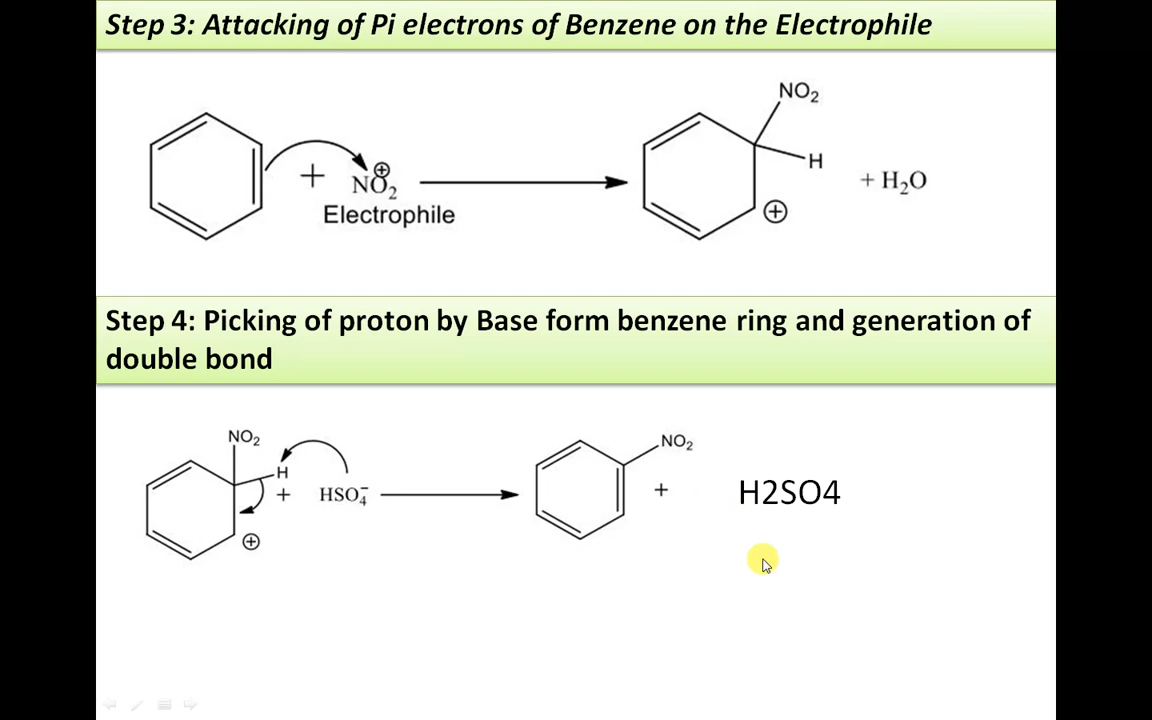 Step 3: Attacking of Pi electrons of Benzene on the Electrophile
NO2
H
+ NO2 ⊕
+ H2O
⊕
Electrophile
Step 4: Picking of proton by Base form benzene ring and generation of
double bond
NO2
NO2
H
+ HSO4−
+ H2SO4
⊕